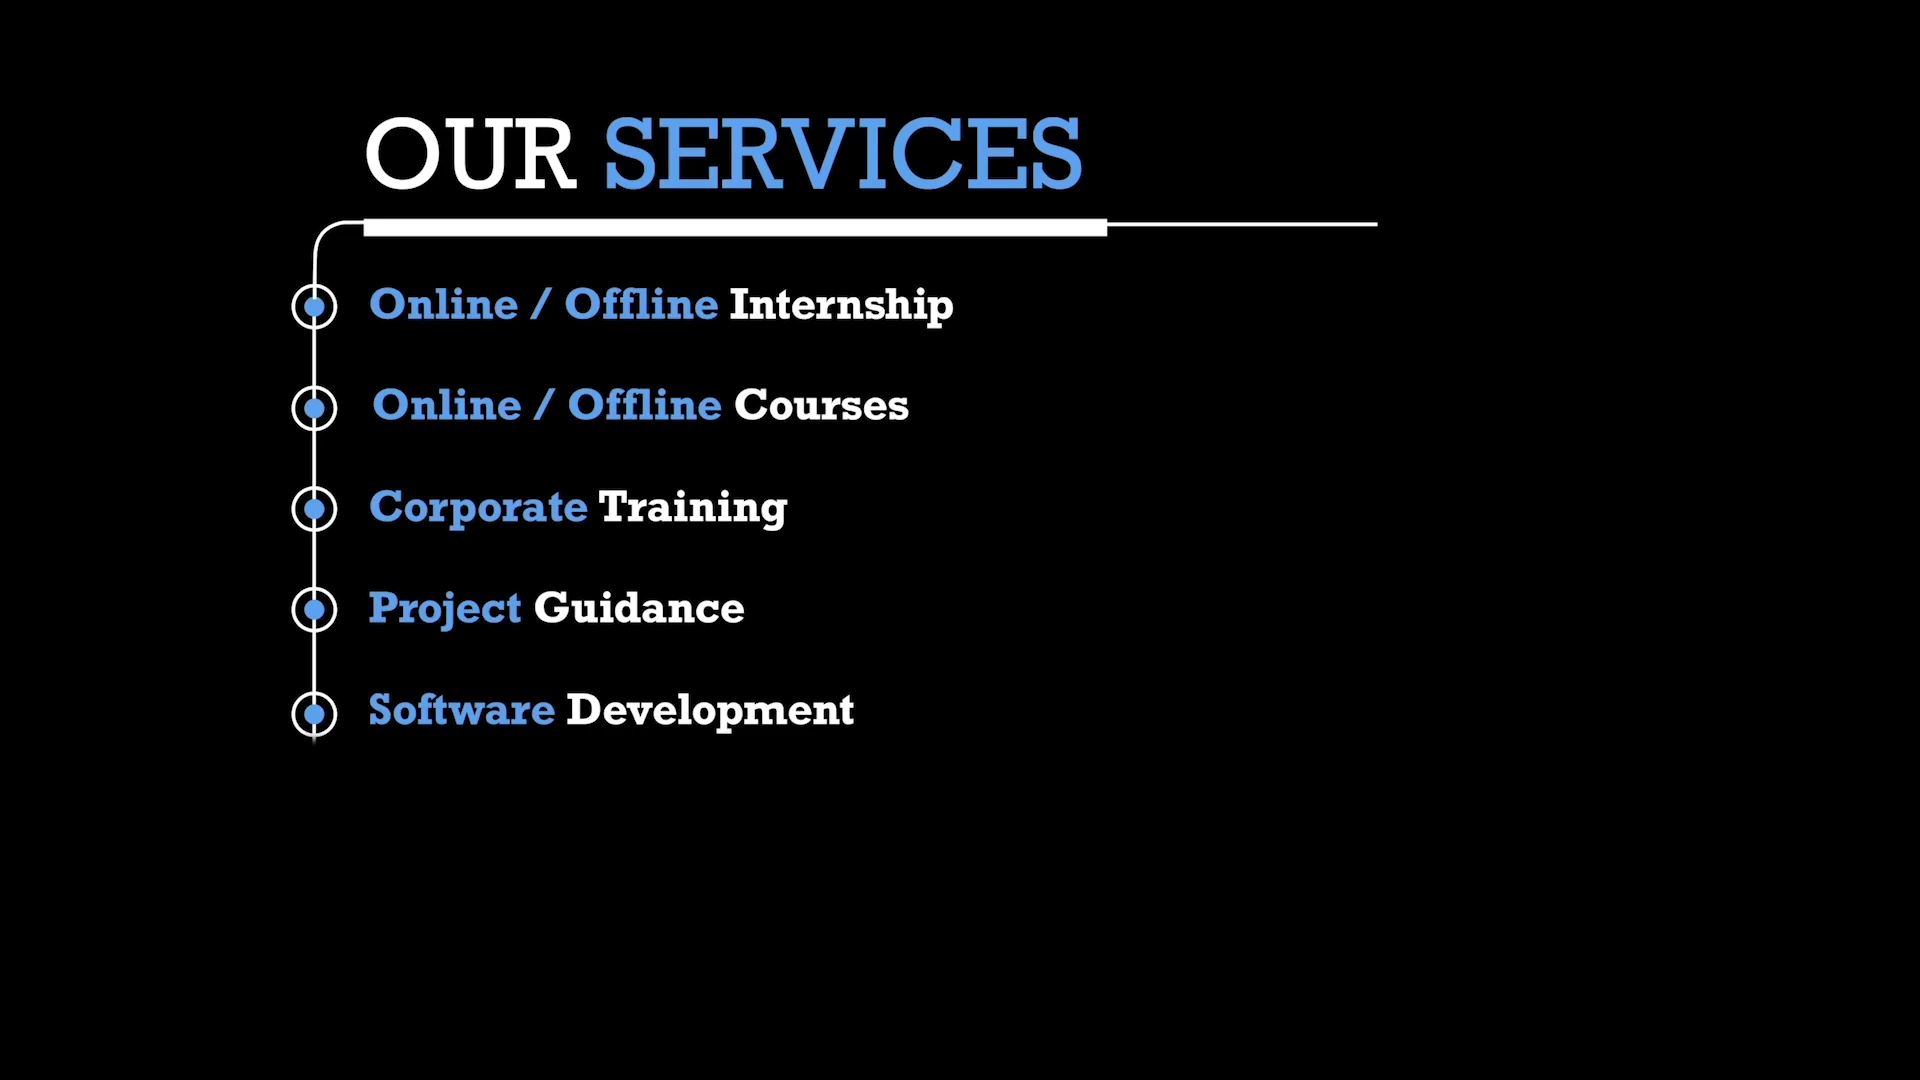 OUR SERVICES
Online / Offline Internship
Online / Offline Courses
Corporate Training
Project Guidance
Software Development